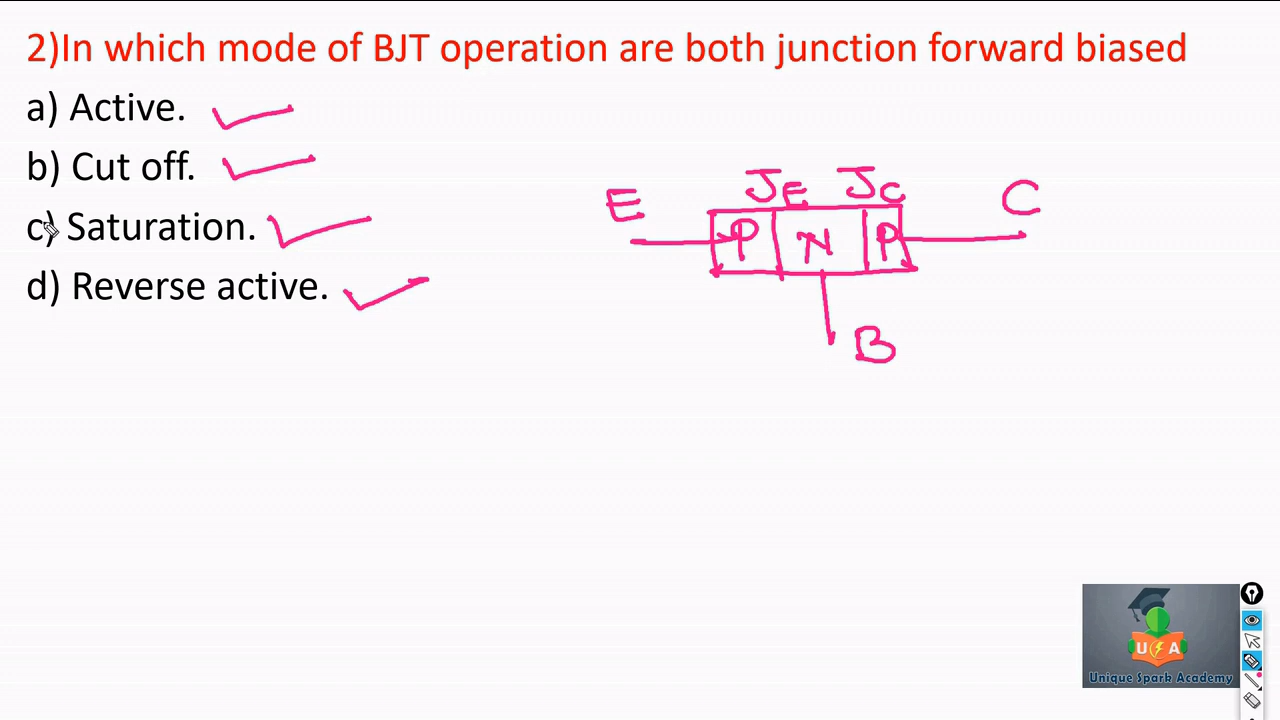 2)In which mode of BJT operation are both junction forward biased
a) Active.
b) Cut off.
c) Saturation.
d) Reverse active.
E
JE JC
C
P N P
B
U A
Unique Spark Academy